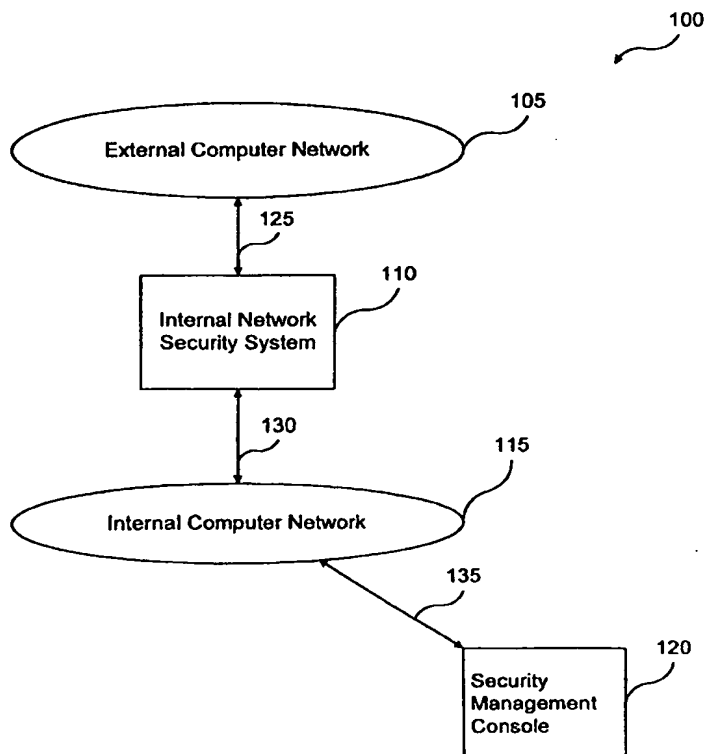 100
105
External Computer Network
125
110
Internal Network
Security System
130
115
Internal Computer Network
135
120
Security
Management
Console